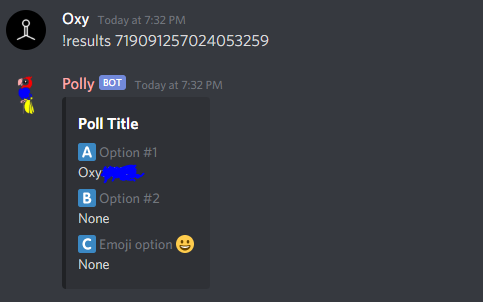 Oxy Today at 7:32 PM
!results 719091257024053259
Polly BOT Today at 7:32 PM
Poll Title
A Option #1
Oxy
B Option #2
None
C Emoji option 😀
None